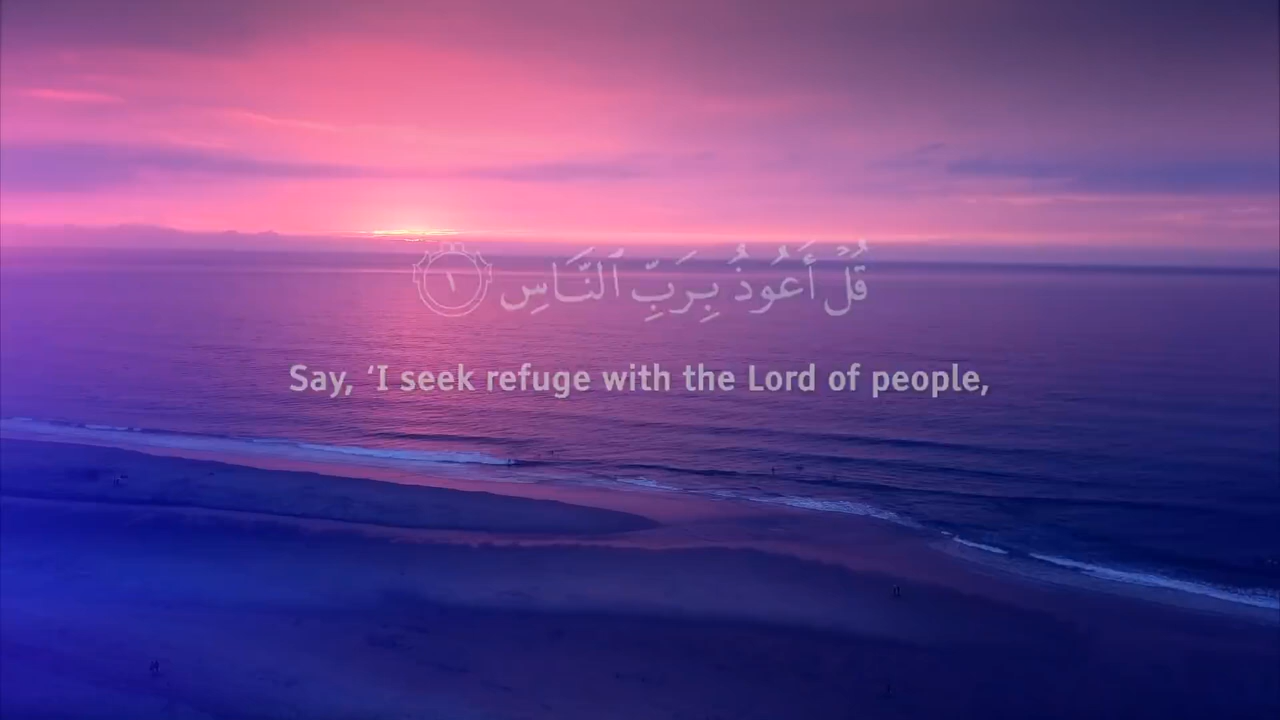 قُلْ أَعُوذُ بِرَبِّ ٱلنَّاسِ ١
Say, ‘I seek refuge with the Lord of people,